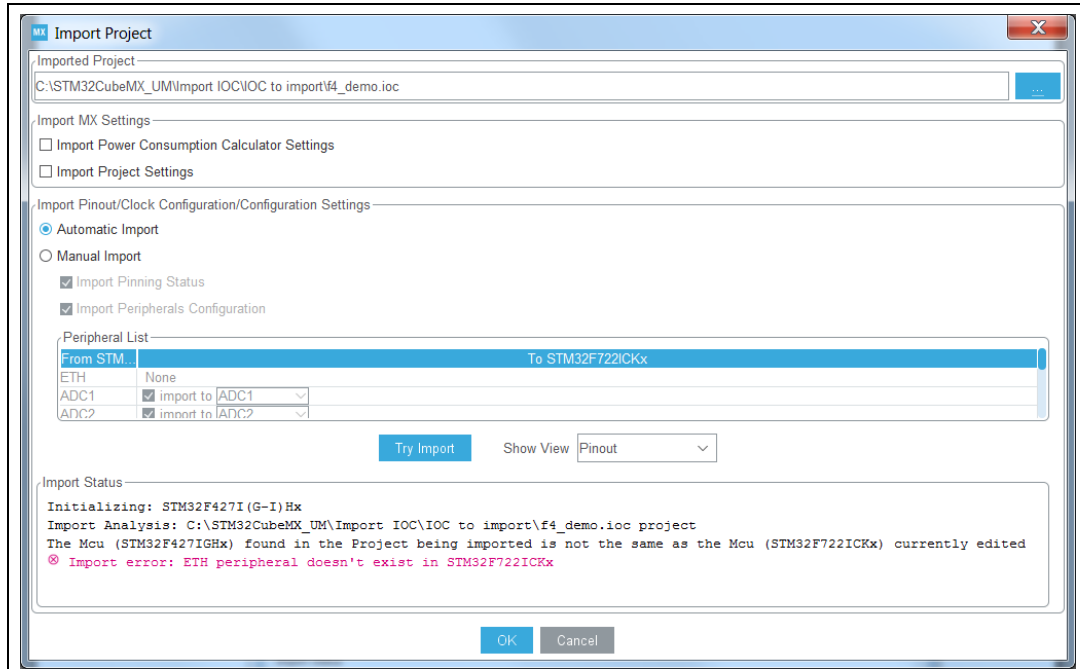 MX Import Project
X
Imported Project
C:\STM32CubeMX_UM\Import IOC\IOC to import\f4_demo.ioc
...
Import MX Settings
Import Power Consumption Calculator Settings
Import Project Settings
Import Pinout/Clock Configuration/Configuration Settings
Automatic Import
Manual Import
Import Pinning Status
Import Peripherals Configuration
Peripheral List
From STM... To STM32F722ICKx
ETH None
ADC1 import to ADC1
ADC2 import to ADC2
Try Import Show View Pinout
Import Status
Initializing: STM32F427I(G-I)Hx
Import Analysis: C:\STM32CubeMX_UM\Import IOC\IOC to import\f4_demo.ioc project
The Mcu (STM32F427IGHx) found in the Project being imported is not the same as the Mcu (STM32F722ICKx) currently edited
Import error: ETH peripheral doesn't exist in STM32F722ICKx
OK Cancel